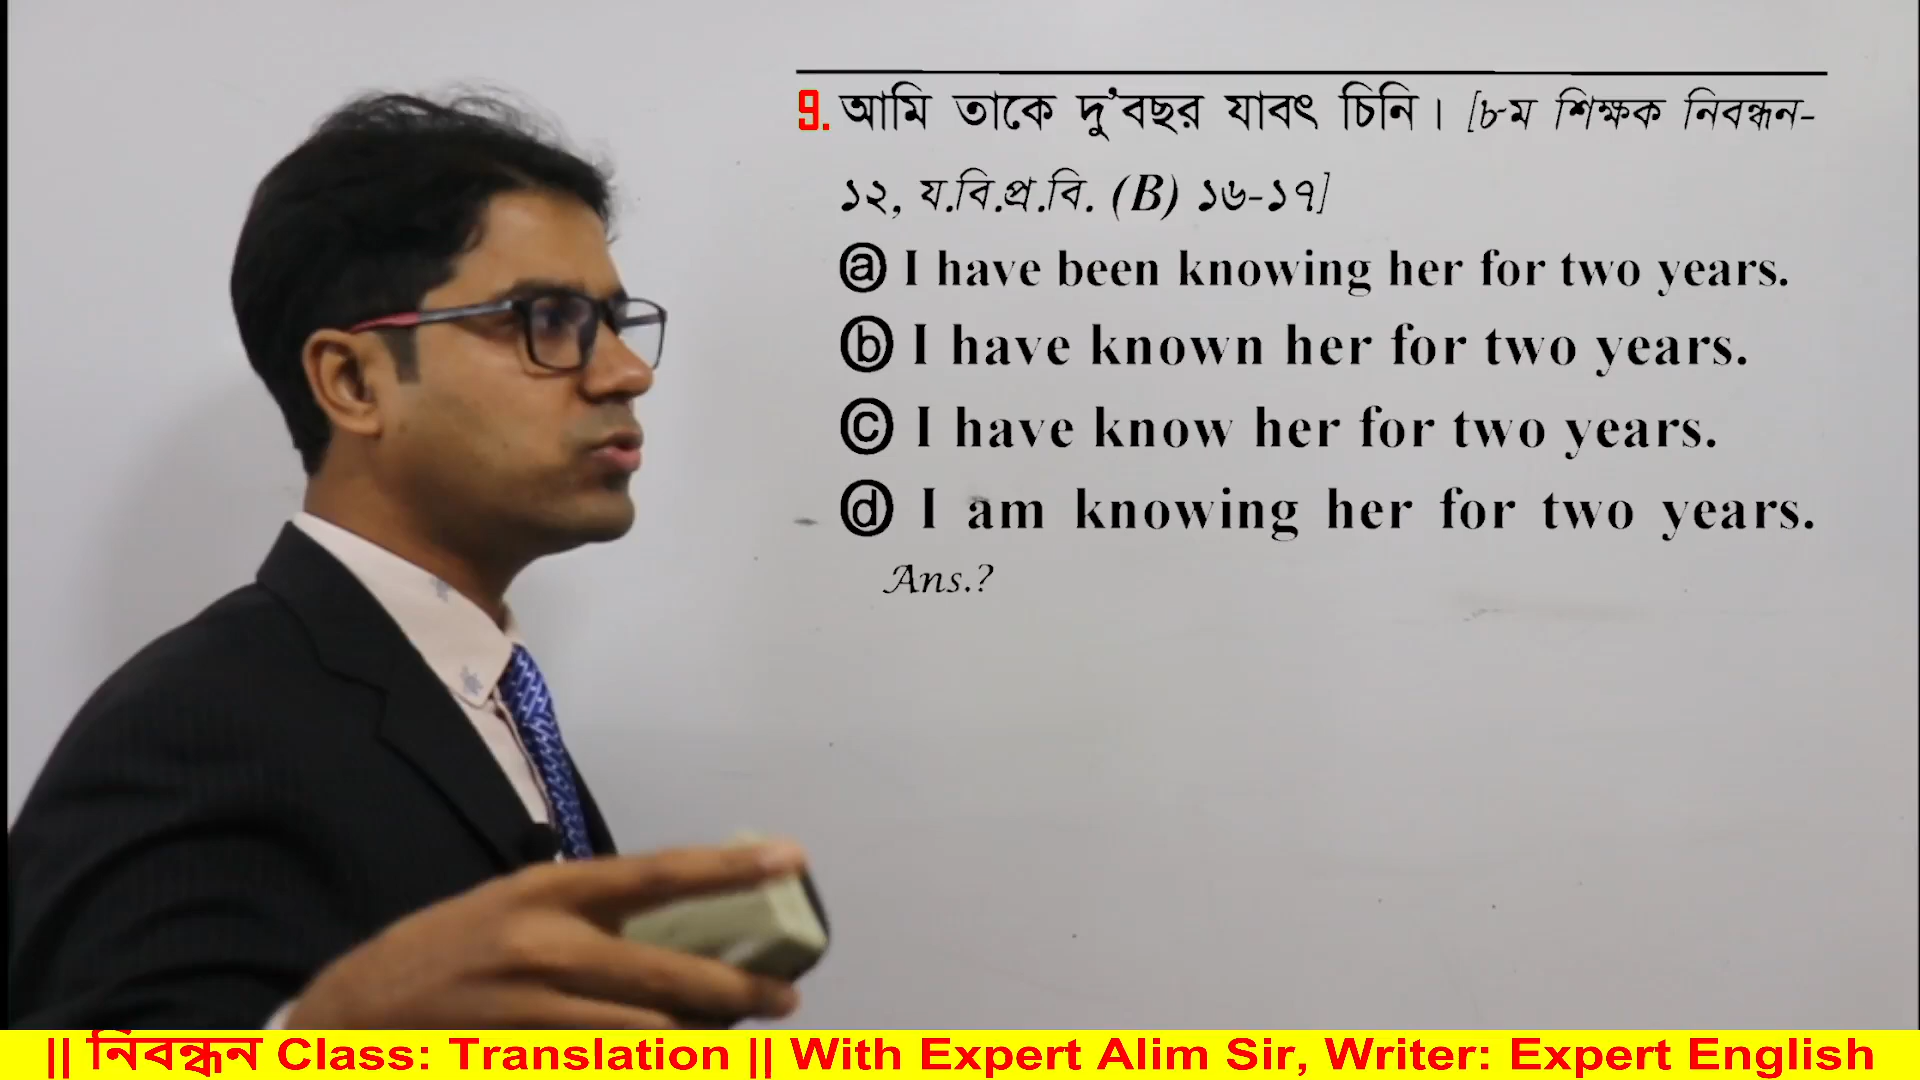 9. আমি তাকে দু'বছর যাবৎ চিনি। [৮ম শিক্ষক নিবন্ধন-
১২, য.বি.প্র.বি. (B) ১৬-১৭]
ⓐ I have been knowing her for two years.
ⓑ I have known her for two years.
ⓒ I have know her for two years.
ⓓ I am knowing her for two years.
Ans.?
|| নিবন্ধন Class: Translation || With Expert Alim Sir, Writer: Expert English